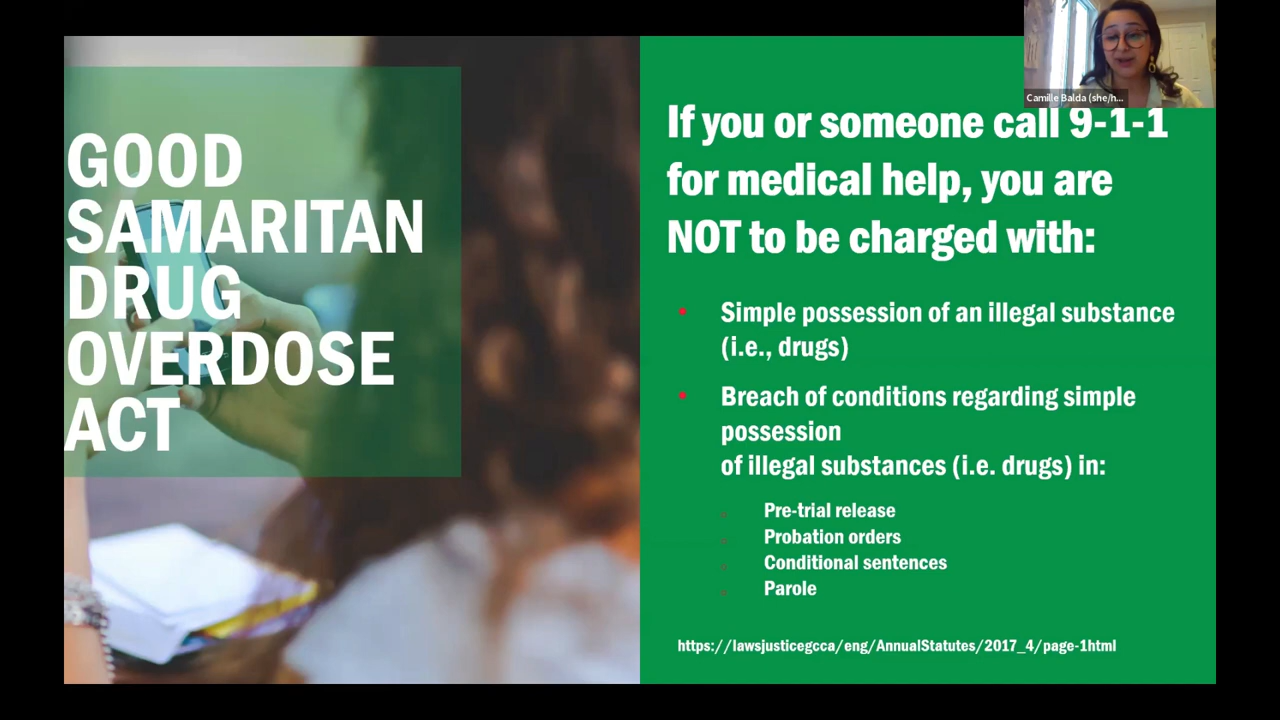 GOOD
SAMARITAN
DRUG
OVERDOSE
ACT
Camille Balda (she/h...
If you or someone call 9-1-1
for medical help, you are
NOT to be charged with:
• Simple possession of an illegal substance
(i.e., drugs)
• Breach of conditions regarding simple
possession
of illegal substances (i.e. drugs) in:
Pre-trial release
Probation orders
Conditional sentences
Parole
https://lawsjusticegcca/eng/AnnualStatutes/2017_4/page-1html